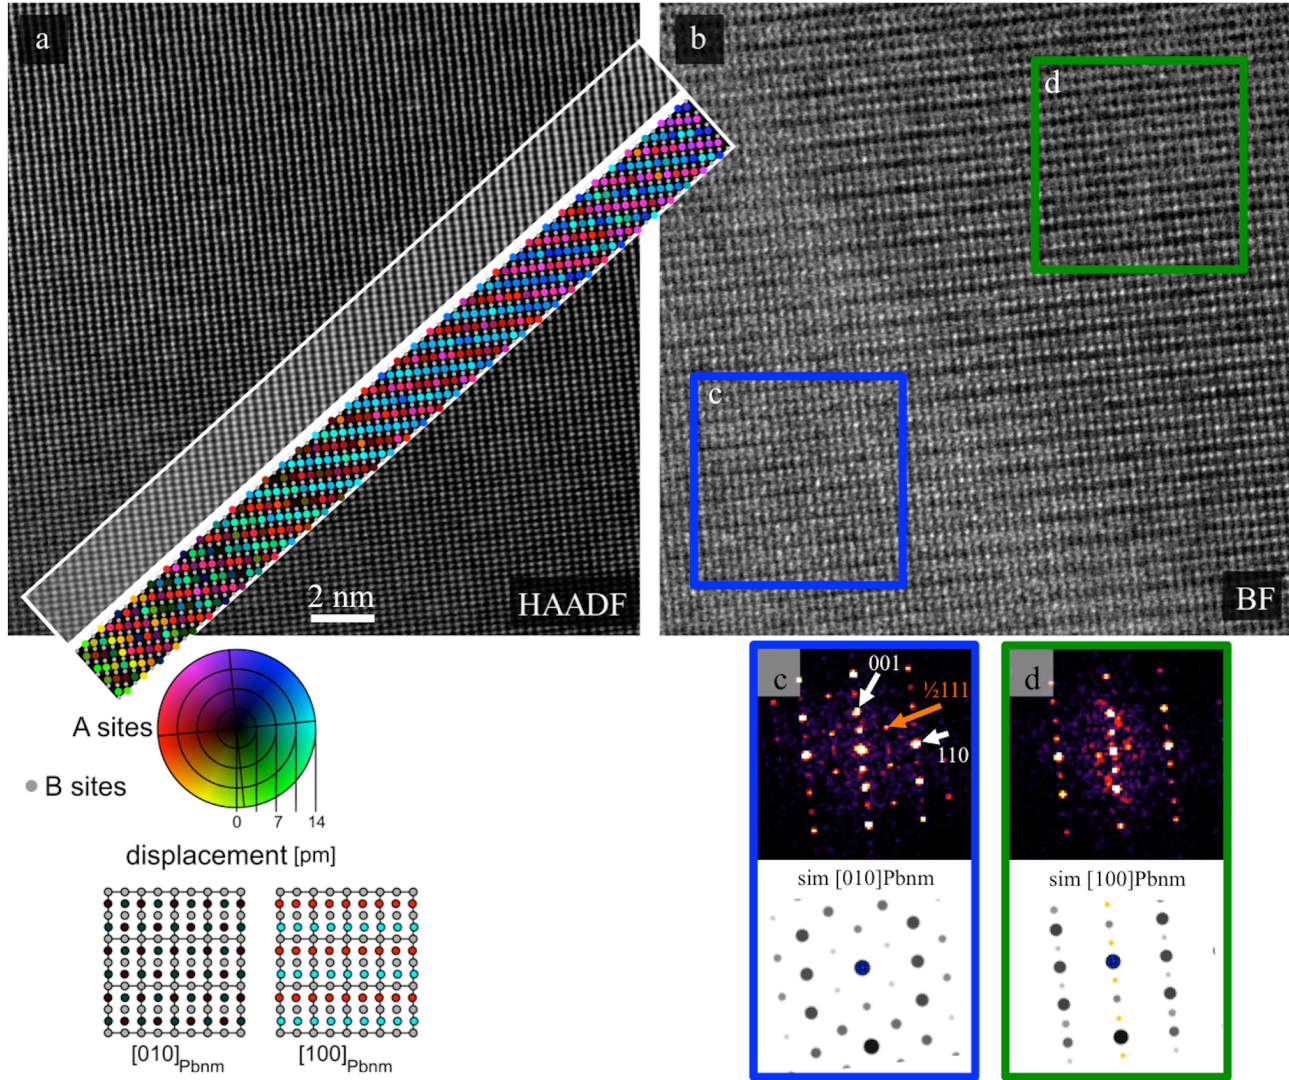 a
HAADF
2 nm
b
d
c
BF
A sites
B sites
0 7 14
displacement [pm]
[010]Pbnm
[100]Pbnm
c
001
½111
110
sim [010]Pbnm
d
sim [100]Pbnm